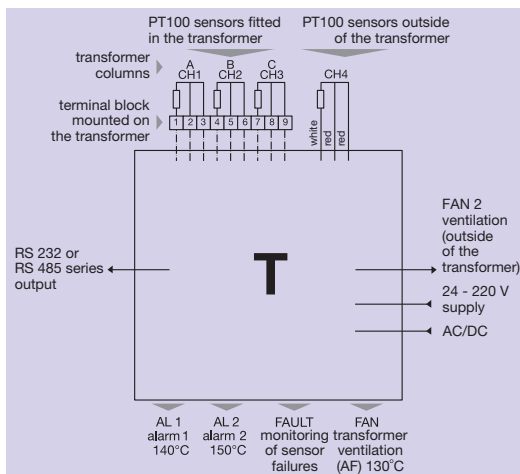 PT100 sensors fitted
in the transformer
PT100 sensors outside
of the transformer
transformer
columns
A
CH1
B
CH2
C
CH3
CH4
terminal block
mounted on
the transformer
1 2 3 4 5 6 7 8 9
white
red
red
T
RS 232 or
RS 485 series
output
FAN 2
ventilation
(outside
of the
transformer)
24 - 220 V
supply
AC/DC
AL 1
alarm 1
140°C
AL 2
alarm 2
150°C
FAULT
monitoring
of sensor
failures
FAN
transformer
ventilation
(AF) 130°C